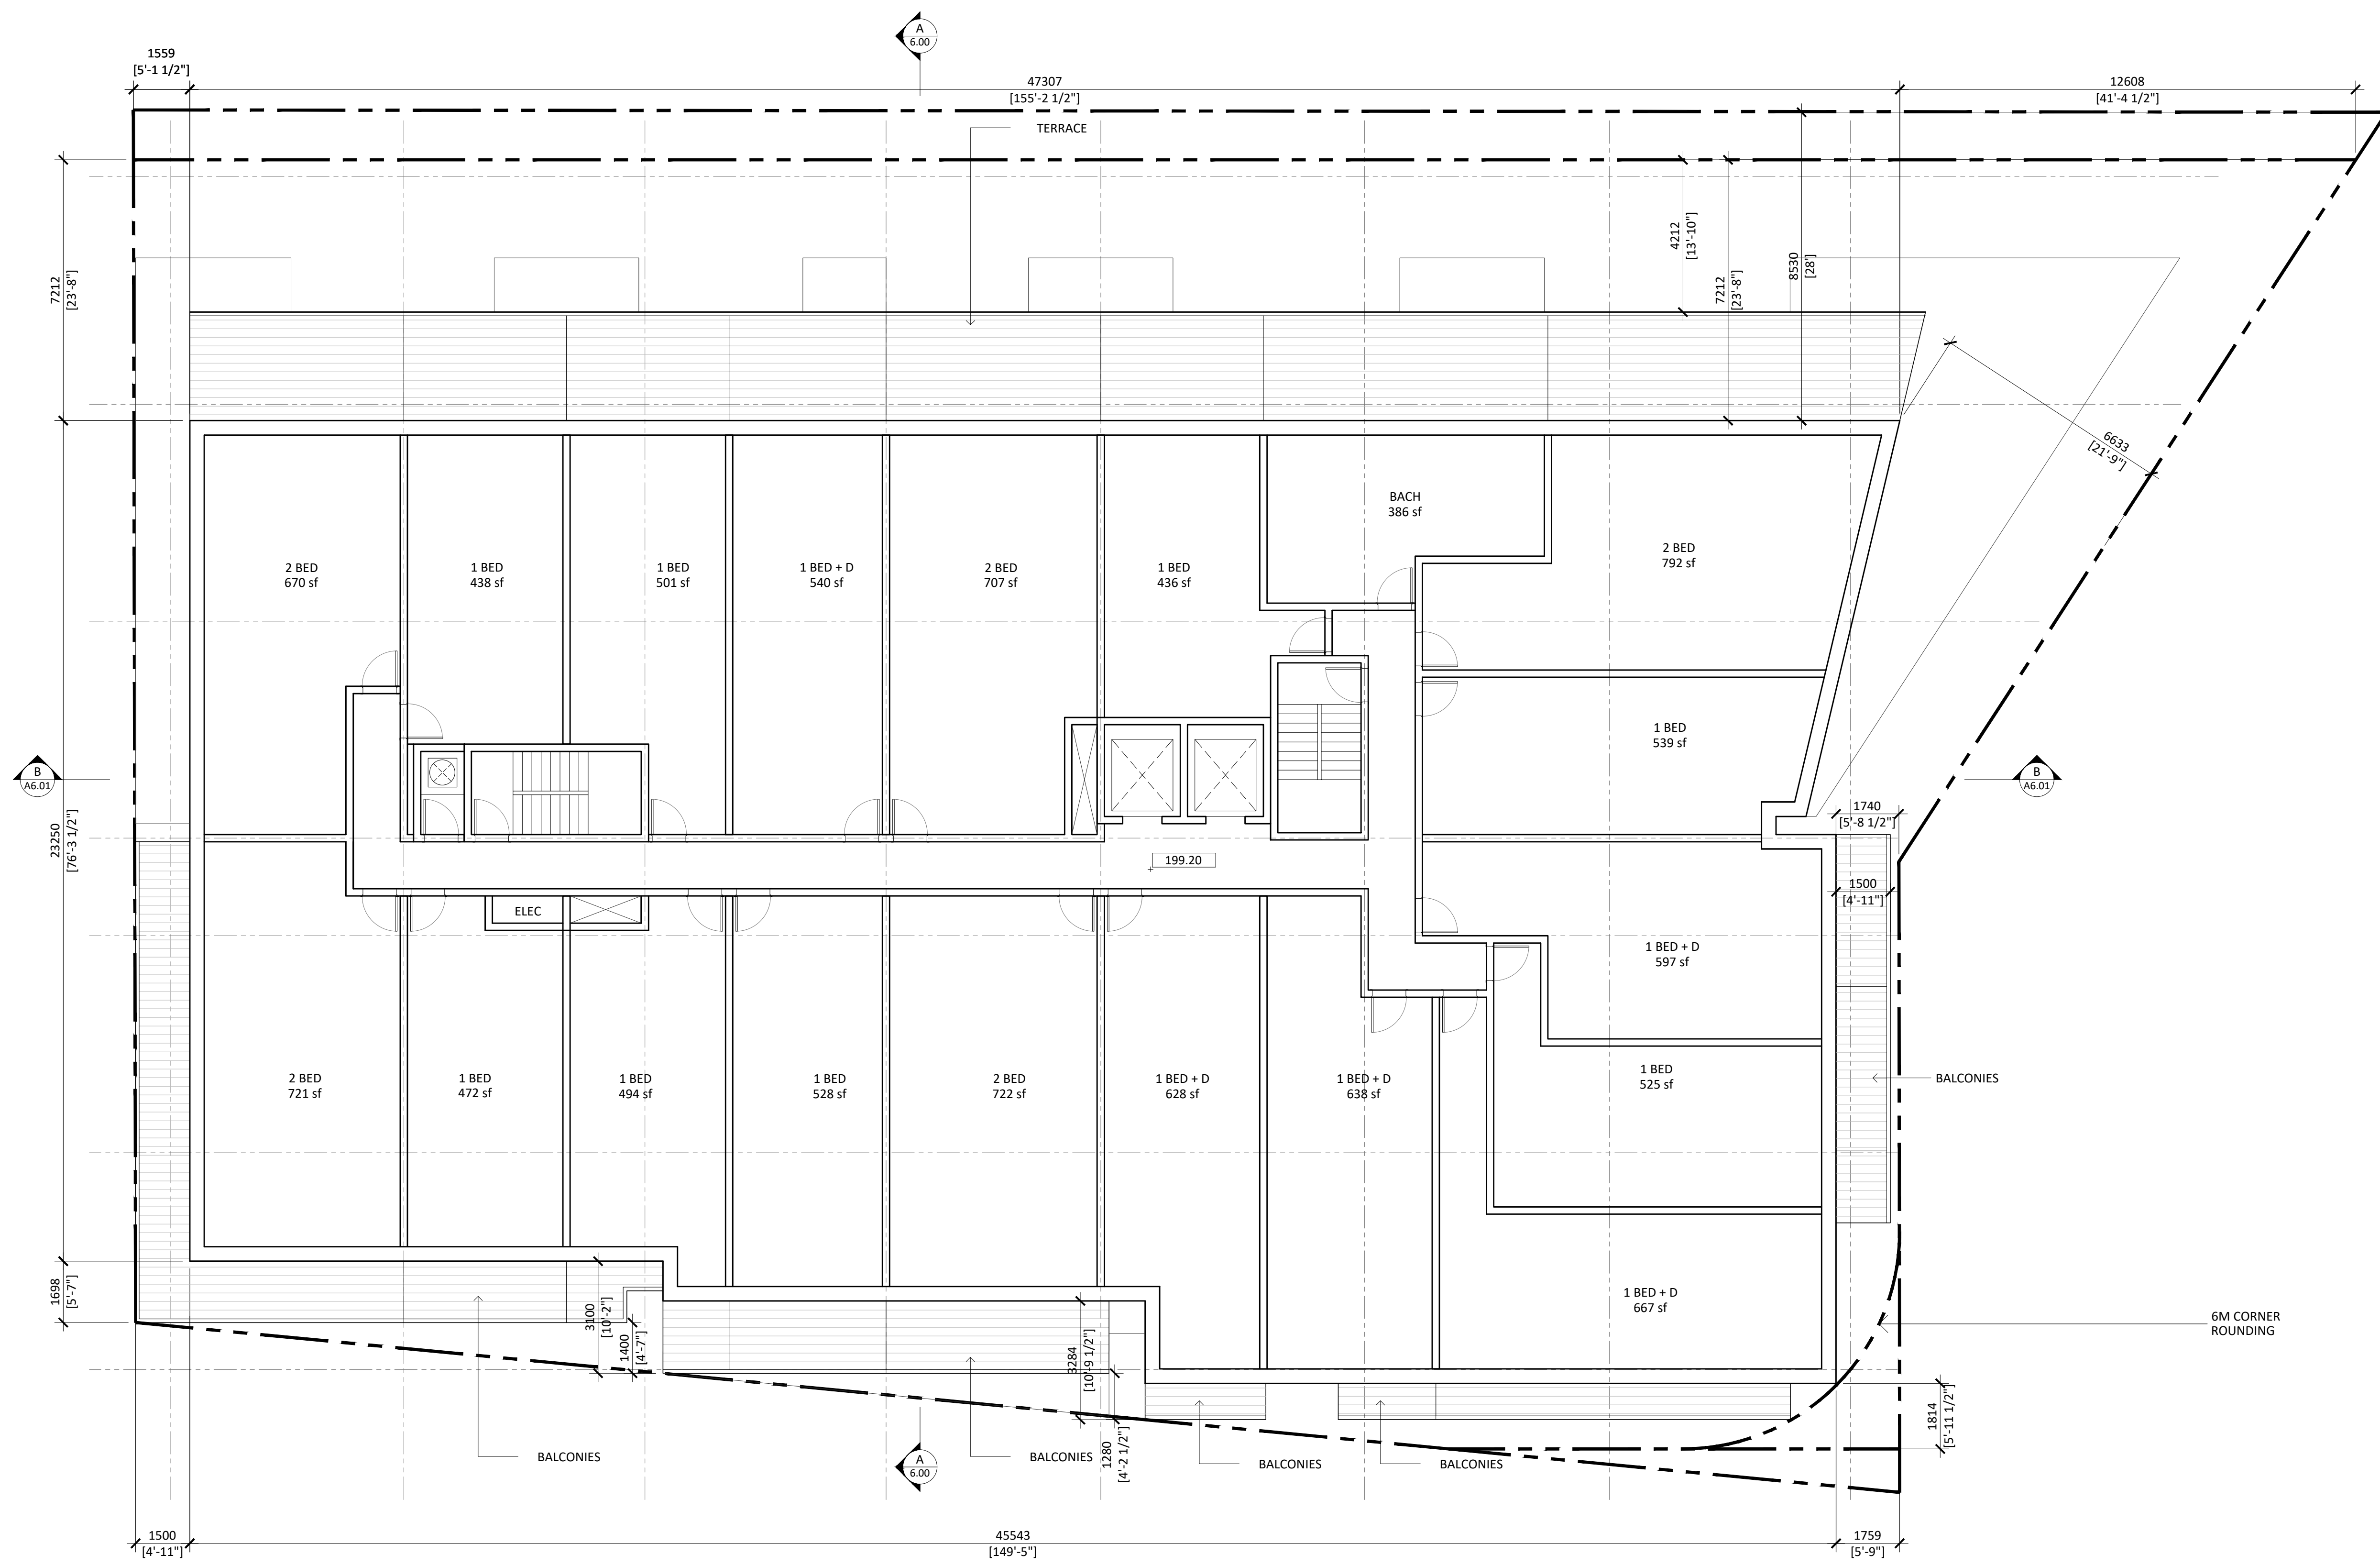 A
6.00
1559
[5'-1 1/2"]
47307
[155'-2 1/2"]
12608
[41'-4 1/2"]
TERRACE
7212
[23'-8"]
4212
[13'-10"]
7212
[23'-8"]
8530
[28']
6633
[21'-9"]
BACH
386 sf
2 BED
670 sf
1 BED
438 sf
1 BED
501 sf
1 BED + D
540 sf
2 BED
707 sf
1 BED
436 sf
2 BED
792 sf
1 BED
539 sf
B
A6.01
B
A6.01
23250
[76'-3 1/2"]
1740
[5'-8 1/2"]
199.20
1500
[4'-11"]
ELEC
1 BED + D
597 sf
2 BED
721 sf
1 BED
472 sf
1 BED
494 sf
1 BED
528 sf
2 BED
722 sf
1 BED + D
628 sf
1 BED + D
638 sf
1 BED
525 sf
BALCONIES
1698
[5'-7"]
3100
[10'-2"]
1400
[4'-7"]
3284
[10'-9 1/2"]
1280
[4'-2 1/2"]
1 BED + D
667 sf
6M CORNER
ROUNDING
1814
[5'-11 1/2"]
BALCONIES
A
6.00
BALCONIES
BALCONIES
BALCONIES
1500
[4'-11"]
45543
[149'-5"]
1759
[5'-9"]